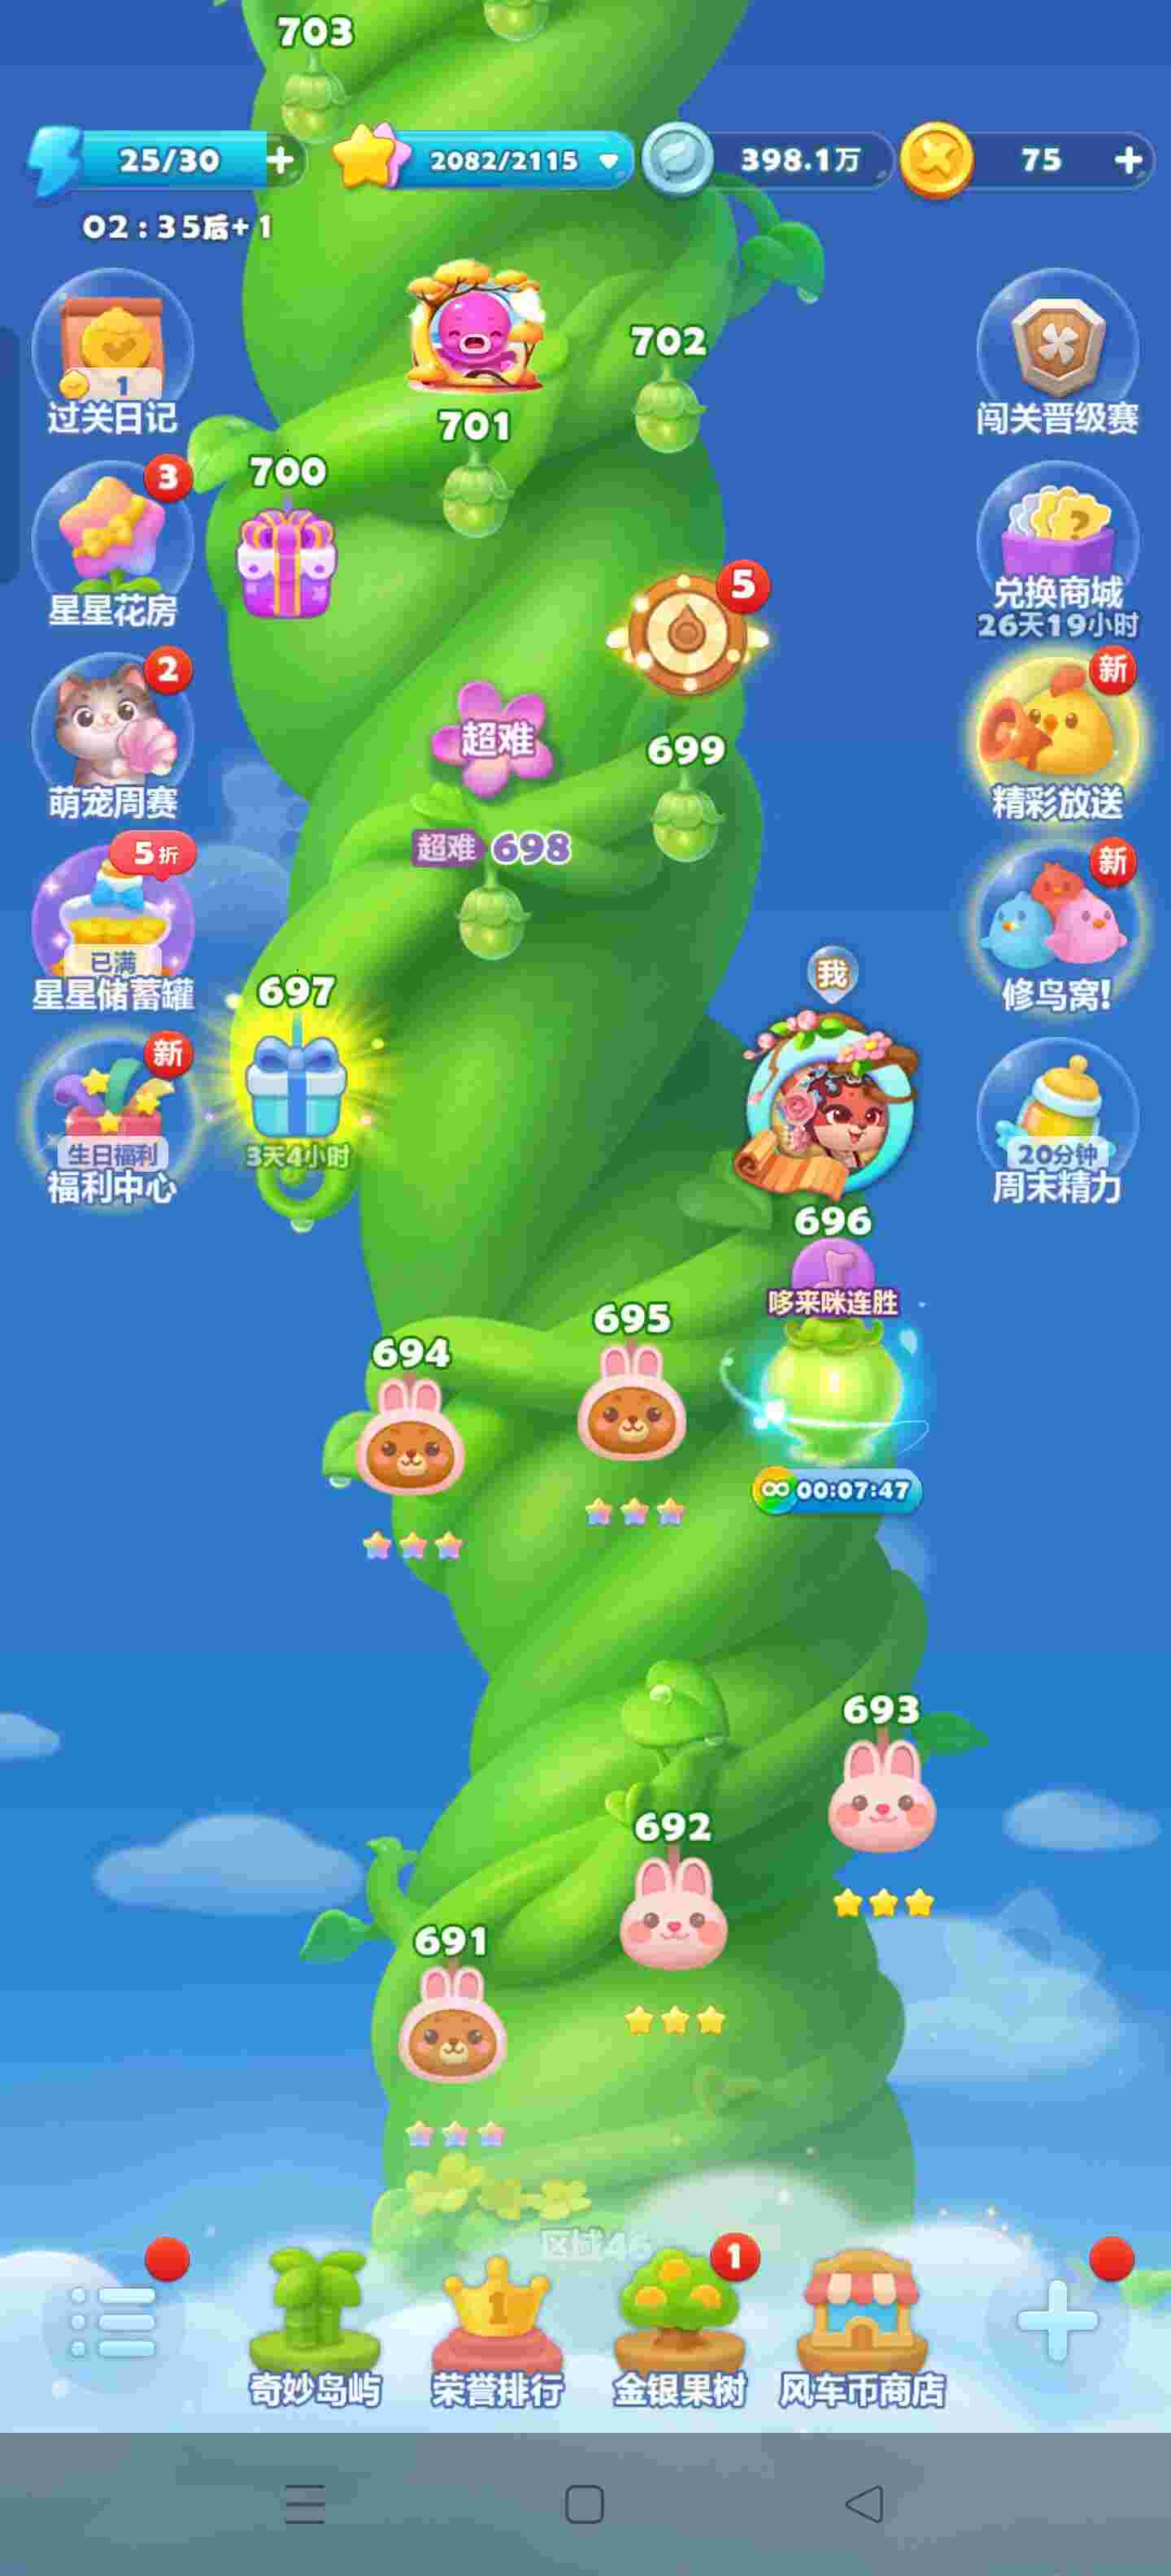 703
25/30
2082/2115
398.1万
75
02:35后+1
1
过关日记
闯关晋级赛
702
701
700
3
星星花房
兑换商城
26天19小时
5
2
萌宠周赛
超难
699
新
精彩放送
超难 698
5折
已满
星星储蓄罐
新
修鸟窝!
697
3天4小时
我
新
生日福利
福利中心
20分钟
周末精力
696
哆来咪连胜
695
694
00:07:47
693
692
691
区域46
1
1
奇妙岛屿
荣誉排行
金银果树
风车币商店